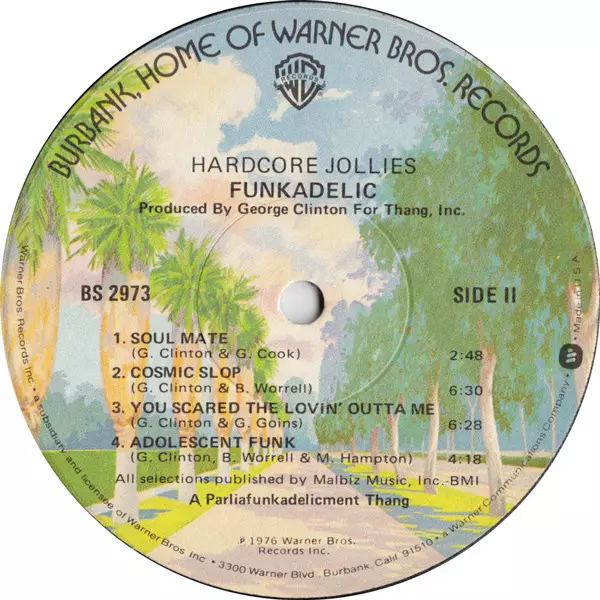 BURBANK, HOME OF WARNER BROS. RECORDS
WB
RECORDS
HARDCORE JOLLIES
FUNKADELIC
Produced By George Clinton For Thang, Inc.
BS 2973
SIDE II
1. SOUL MATE
(G. Clinton & G. Cook) 2:48
2. COSMIC SLOP
(G. Clinton & B. Worrell) 6:30
3. YOU SCARED THE LOVIN' OUTTA ME
(G. Clinton & G. Goins) 6:28
4. ADOLESCENT FUNK
(G. Clinton, B. Worrell & M. Hampton) 4:18
All selections published by Malbiz Music, Inc.-BMI
A Parliafunkadelicment Thang
℗ 1976 Warner Bros.
Records Inc.
Warner Bros. Records Inc. • a subsidiary and licensee of Warner Bros. Inc • 3300 Warner Blvd., Burbank, Calif. 91510 • a Warner Communications Company • Made in U.S.A.